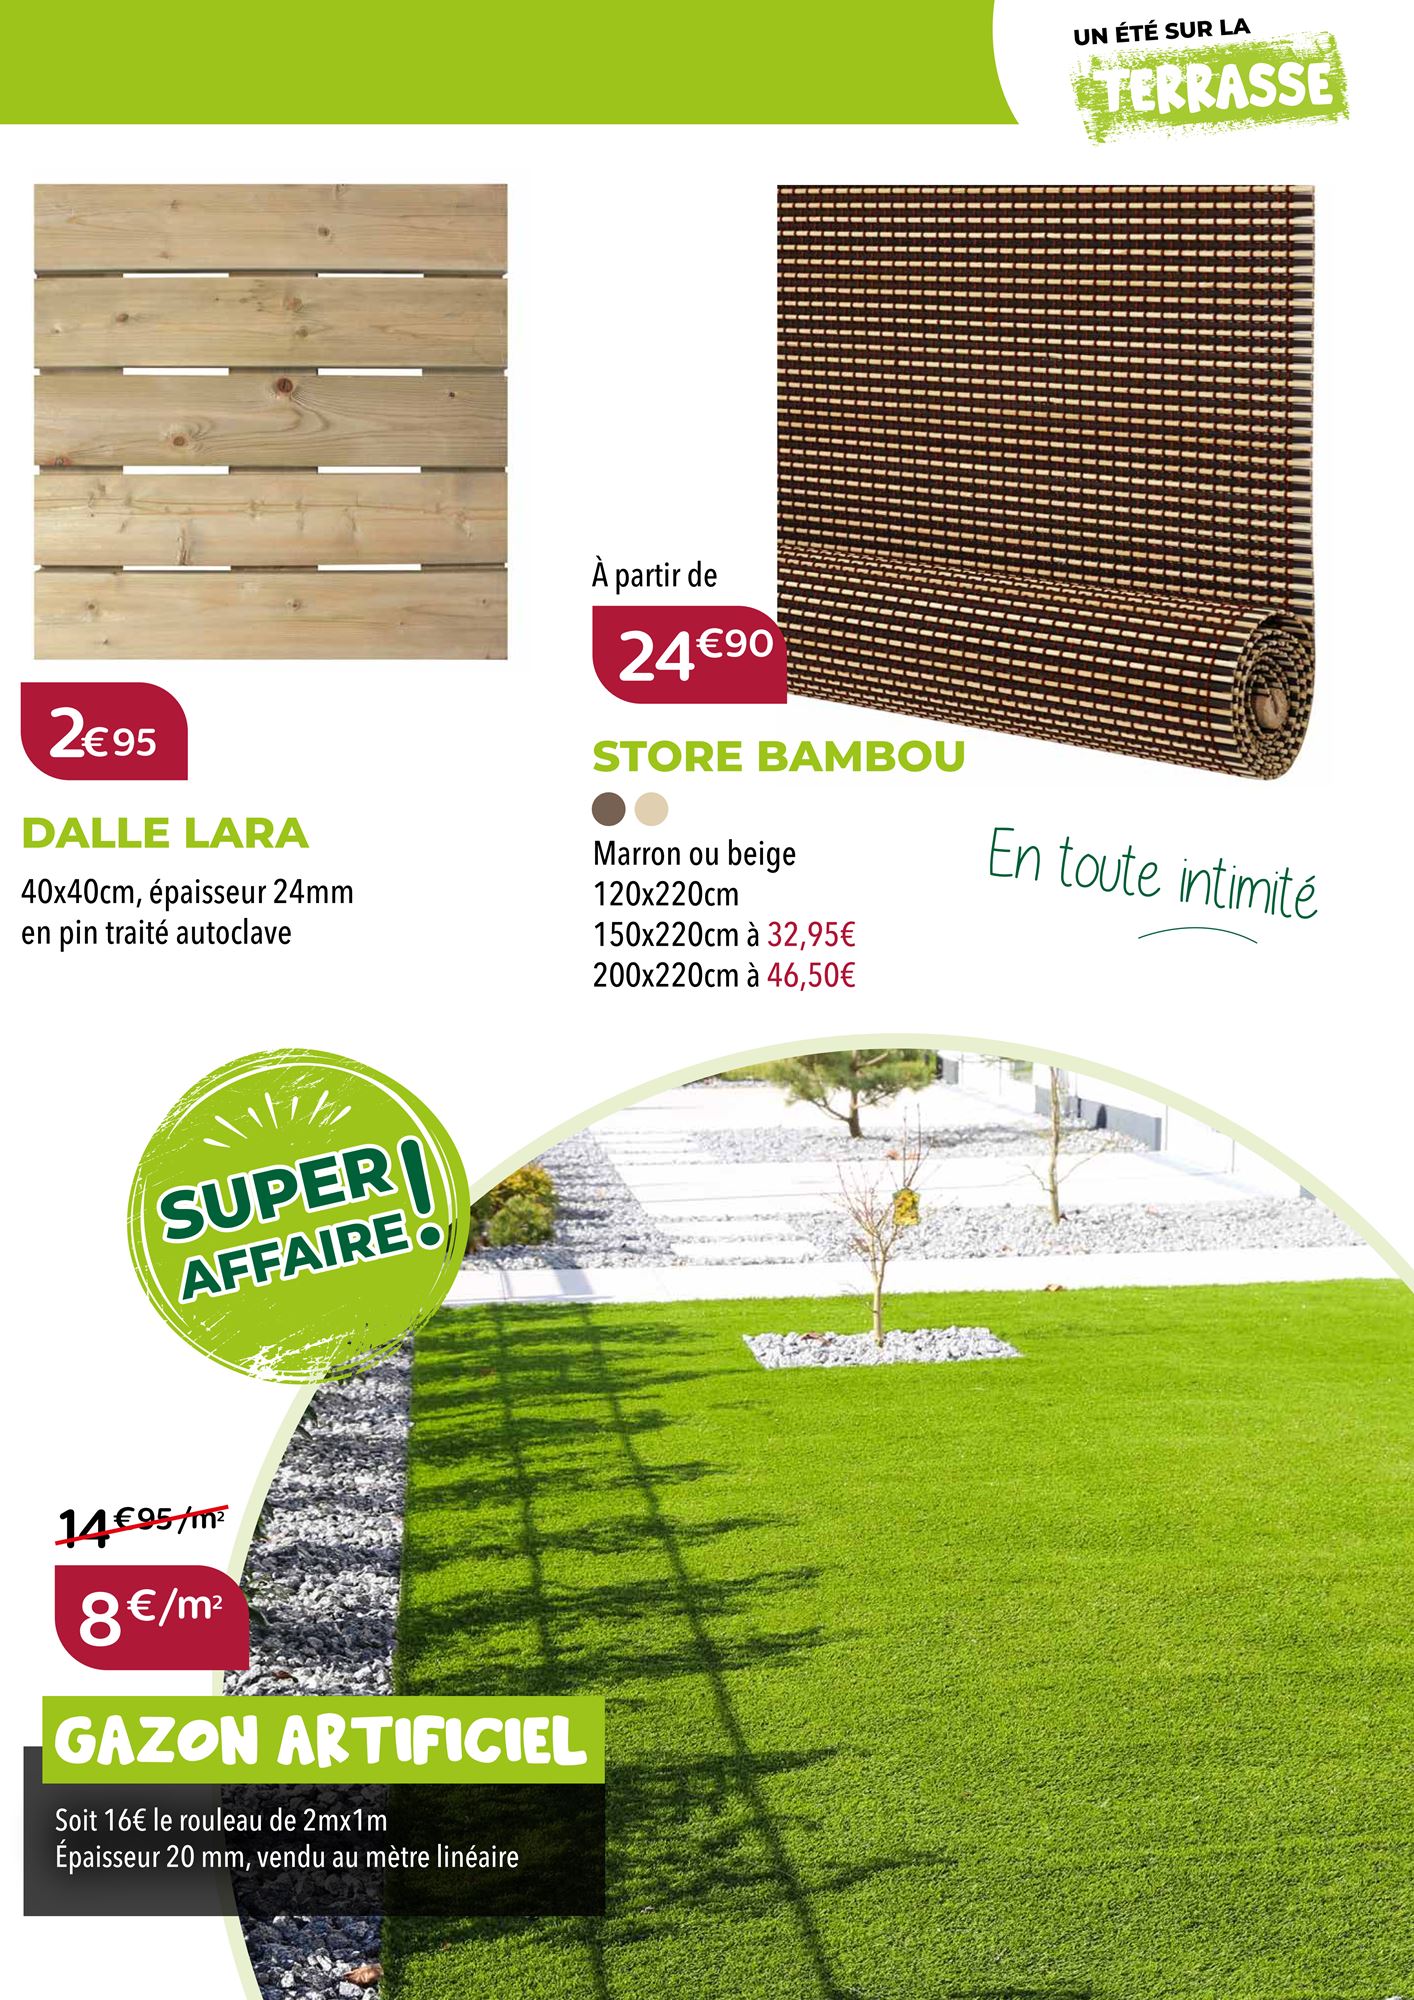 UN ÉTÉ SUR LA
TERRASSE
2€95
DALLE LARA
40x40cm, épaisseur 24mm
en pin traité autoclave
À partir de
24€90
STORE BAMBOU
Marron ou beige
120x220cm
150x220cm à 32,95€
200x220cm à 46,50€
En toute intimité
SUPER
AFFAIRE!
14€95/m²
8€/m²
GAZON ARTIFICIEL
Soit 16€ le rouleau de 2mx1m
Épaisseur 20 mm, vendu au mètre linéaire